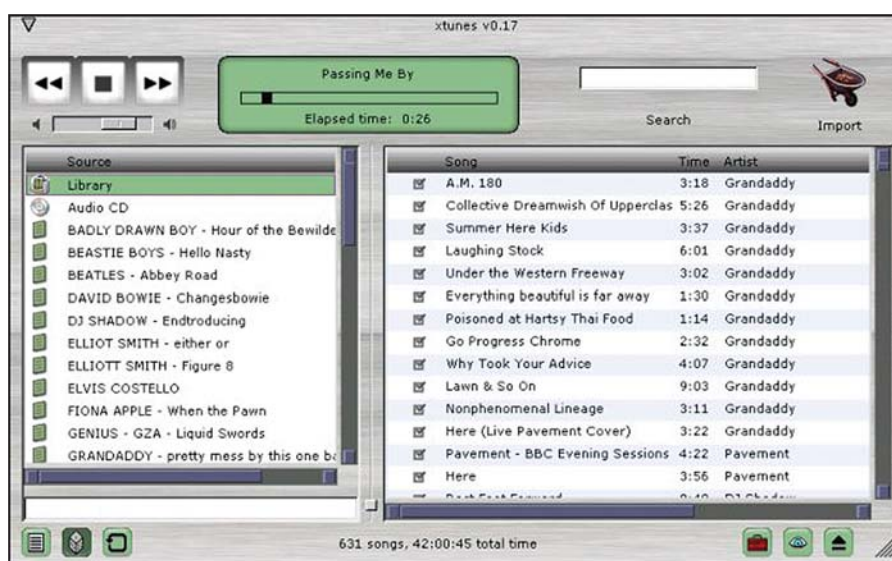 xtunes v0.17
Passing Me By
Elapsed time: 0:26
Search
Import
Source
Library
Audio CD
BADLY DRAWN BOY - Hour of the Bewilde
BEASTIE BOYS - Hello Nasty
BEATLES - Abbey Road
DAVID BOWIE - Changesbowie
DJ SHADOW - Endtroducing
ELLIOT SMITH - either or
ELLIOTT SMITH - Figure 8
ELVIS COSTELLO
FIONA APPLE - When the Pawn
GENIUS - GZA - Liquid Swords
GRANDADDY - pretty mess by this one ba
Song Time Artist
A.M. 180 3:18 Grandaddy
Collective Dreamwish Of Upperclas 5:26 Grandaddy
Summer Here Kids 3:37 Grandaddy
Laughing Stock 6:01 Grandaddy
Under the Western Freeway 3:02 Grandaddy
Everything beautiful is far away 1:30 Grandaddy
Poisoned at Hartsy Thai Food 1:14 Grandaddy
Go Progress Chrome 2:32 Grandaddy
Why Took Your Advice 4:07 Grandaddy
Lawn & So On 9:03 Grandaddy
Nonphenomenal Lineage 3:11 Grandaddy
Here (Live Pavement Cover) 3:22 Grandaddy
Pavement - BBC Evening Sessions 4:22 Pavement
Here 3:56 Pavement
631 songs, 42:00:45 total time